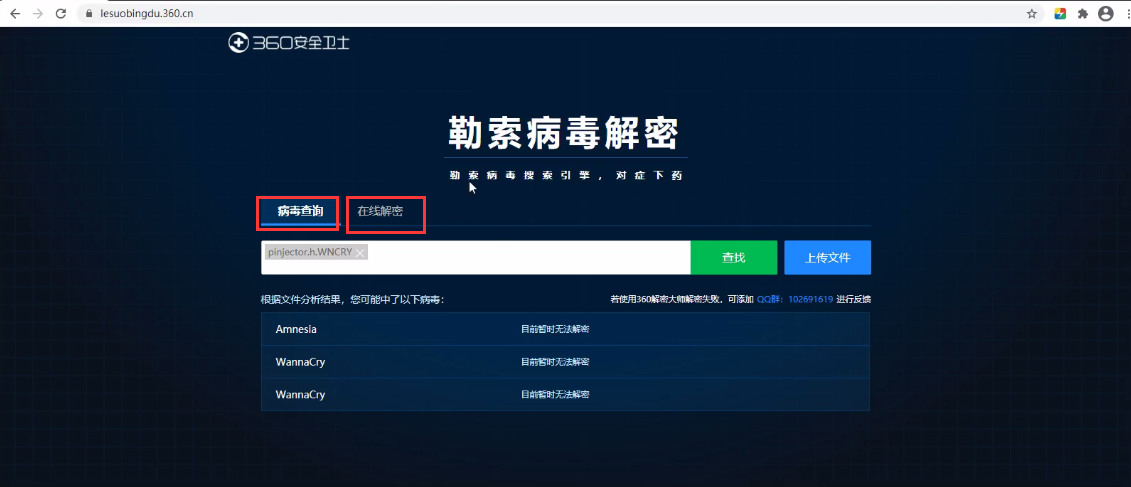 lesuobingdu.360.cn
360安全卫士
勒索病毒解密
勒索病毒搜索引擎，对症下药
病毒查询 在线解密
pinjector.h.WNCRY 查找 上传文件
根据文件分析结果，您可能中了以下病毒： 若使用360解密大师解密失败，可添加 QQ群：102691619 进行反馈
Amnesia 目前暂时无法解密
WannaCry 目前暂时无法解密
WannaCry 目前暂时无法解密